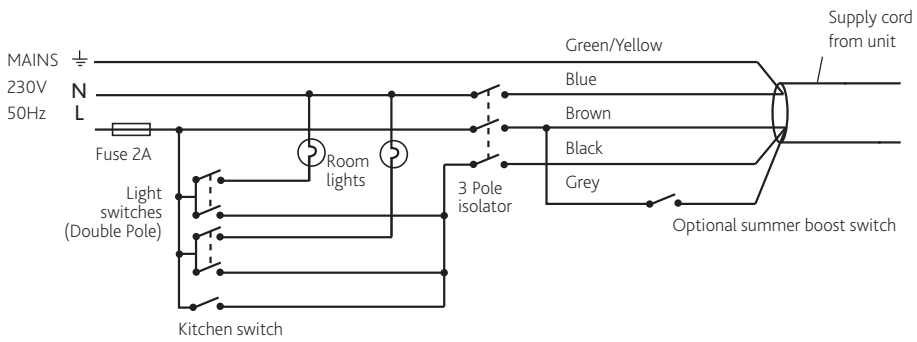 Supply cord
from unit
MAINS
230V
50Hz
N
L
Green/Yellow
Blue
Brown
Black
Grey
Fuse 2A
Room
lights
3 Pole
isolator
Light
switches
(Double Pole)
Optional summer boost switch
Kitchen switch